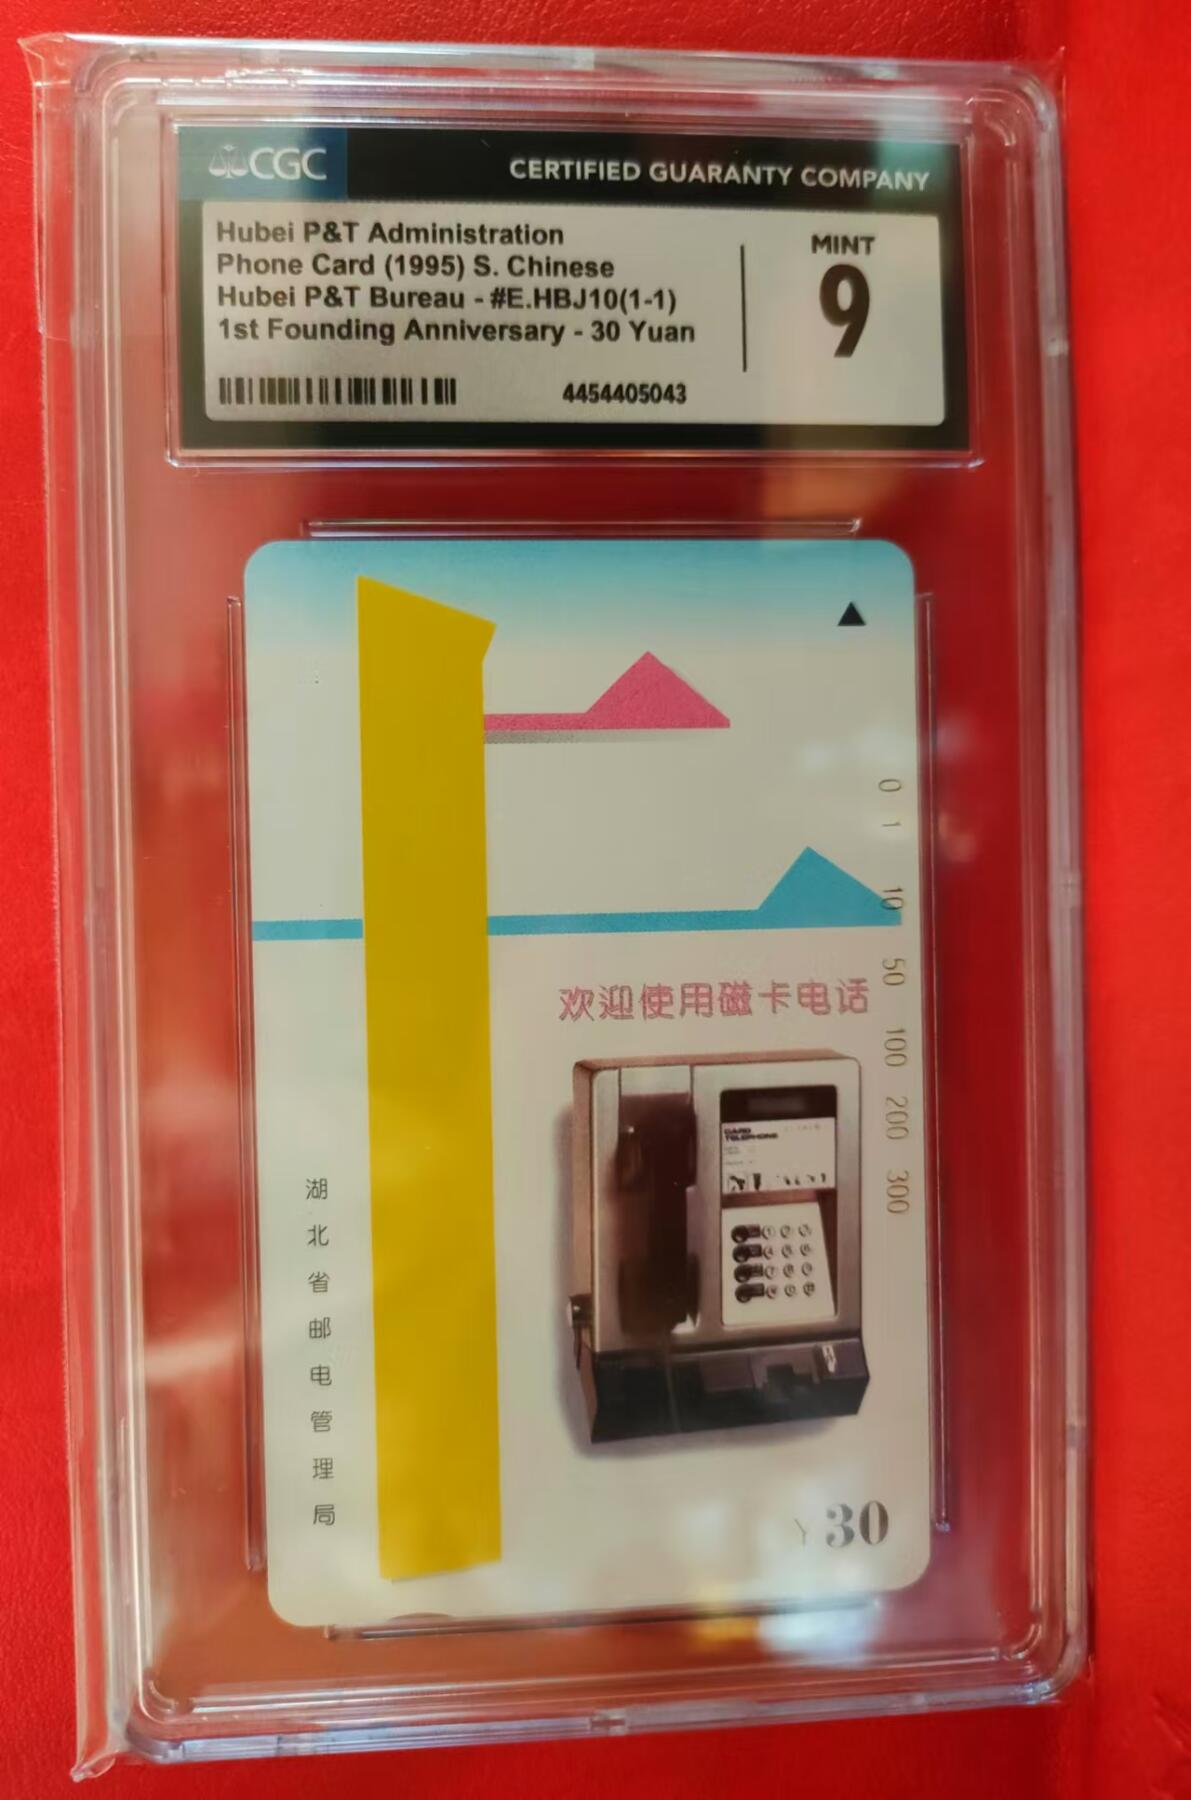 CGC
CERTIFIED GUARANTY COMPANY
Hubei P&T Administration
Phone Card (1995) S. Chinese
Hubei P&T Bureau - #E.HBJ10(1-1)
1st Founding Anniversary - 30 Yuan
4454405043
MINT
9
0
1
10
50
100
200
300
欢迎使用磁卡电话
CARD
TELEPHONE
湖北省邮电管理局
Y 30